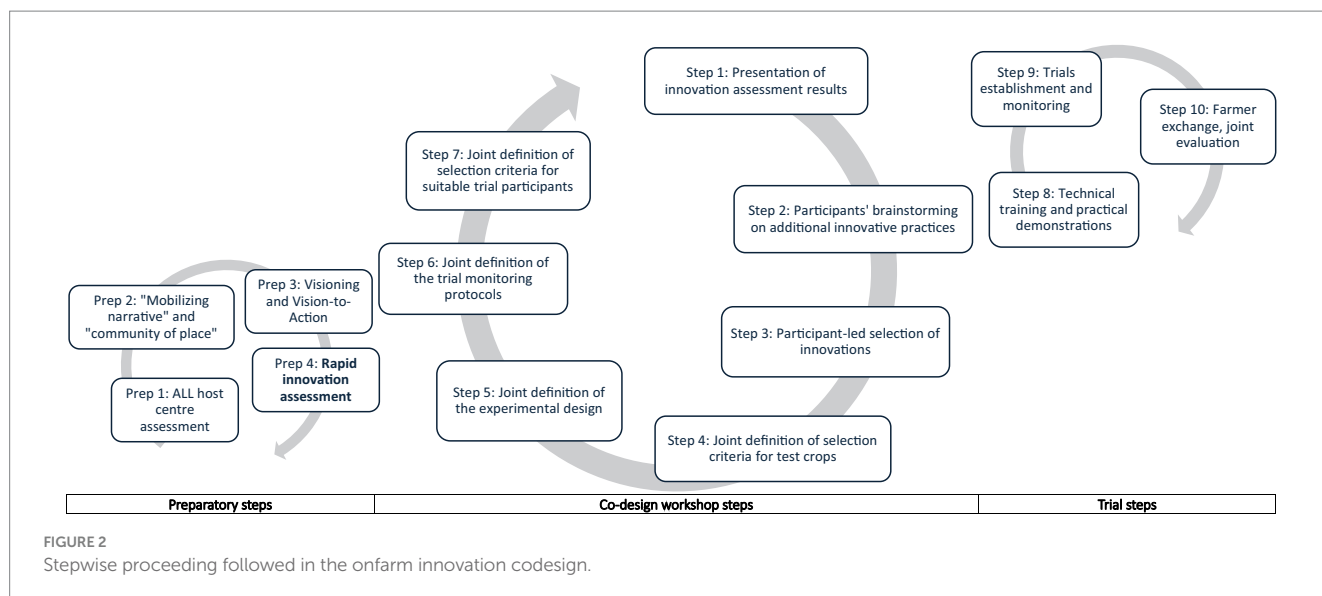 Prep 1: ALL host
centre
assessment
Prep 2: "Mobilizing
narrative" and
"community of place"
Prep 3: Visioning
and Vision-to-
Action
Prep 4: Rapid
innovation
assessment
Step 1: Presentation of
innovation assessment results
Step 2: Participants' brainstorming
on additional innovative practices
Step 3: Participant-led selection of
innovations
Step 4: Joint definition of selection
criteria for test crops
Step 5: Joint definition of
the experimental design
Step 6: Joint definition of
the trial monitoring
protocols
Step 7: Joint definition of
selection criteria for
suitable trial participants
Step 8: Technical
training and practical
demonstrations
Step 9: Trials
establishment and
monitoring
Step 10: Farmer
exchange, joint
evaluation
Preparatory steps
Co-design workshop steps
Trial steps
FIGURE 2
Stepwise proceeding followed in the onfarm innovation codesign.